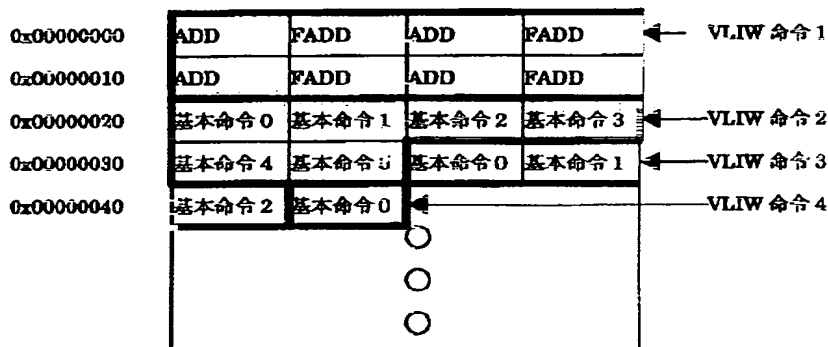 0x00000000 ADD FADD ADD FADD VLIW 命令1
0x00000010 ADD FADD ADD FADD
0x00000020 基本命令0 基本命令1 基本命令2 基本命令3 VLIW 命令2
0x00000030 基本命令4 基本命令5 基本命令0 基本命令1 VLIW 命令3
0x00000040 基本命令2 基本命令0 VLIW 命令4